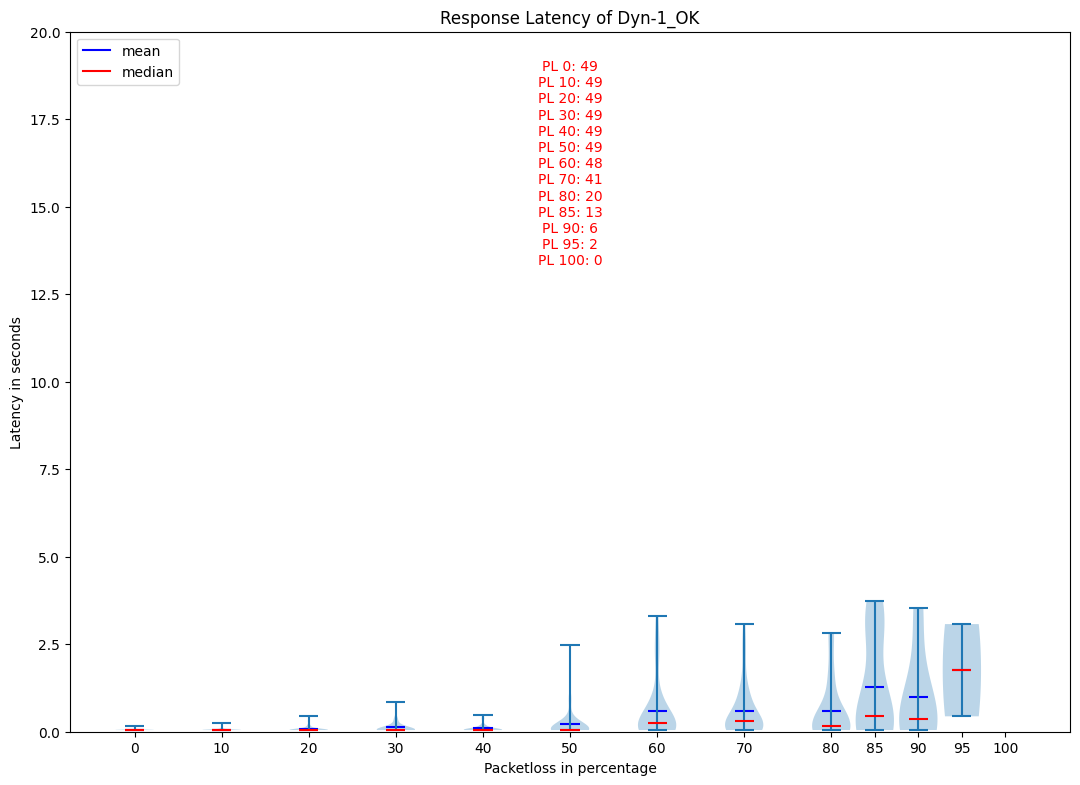 Response Latency of Dyn-1_OK
mean
median
PL 0: 49
PL 10: 49
PL 20: 49
PL 30: 49
PL 40: 49
PL 50: 49
PL 60: 48
PL 70: 41
PL 80: 20
PL 85: 13
PL 90: 6
PL 95: 2
PL 100: 0
Latency in seconds
20.0
17.5
15.0
12.5
10.0
7.5
5.0
2.5
0.0
0 10 20 30 40 50 60 70 80 85 90 95 100
Packetloss in percentage